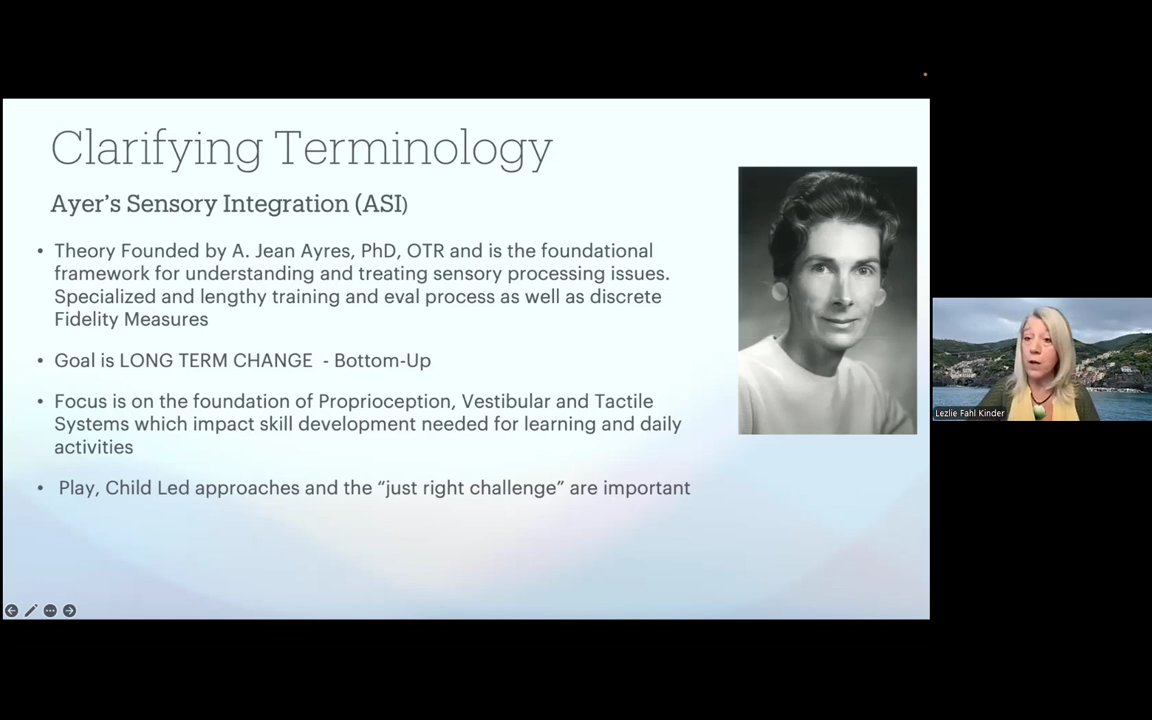 Clarifying Terminology
Ayer's Sensory Integration (ASI)
• Theory Founded by A. Jean Ayres, PhD, OTR and is the foundational
framework for understanding and treating sensory processing issues.
Specialized and lengthy training and eval process as well as discrete
Fidelity Measures
• Goal is LONG TERM CHANGE - Bottom-Up
• Focus is on the foundation of Proprioception, Vestibular and Tactile
Systems which impact skill development needed for learning and daily
activities
• Play, Child Led approaches and the “just right challenge” are important
Lezlie Fahl Kinder